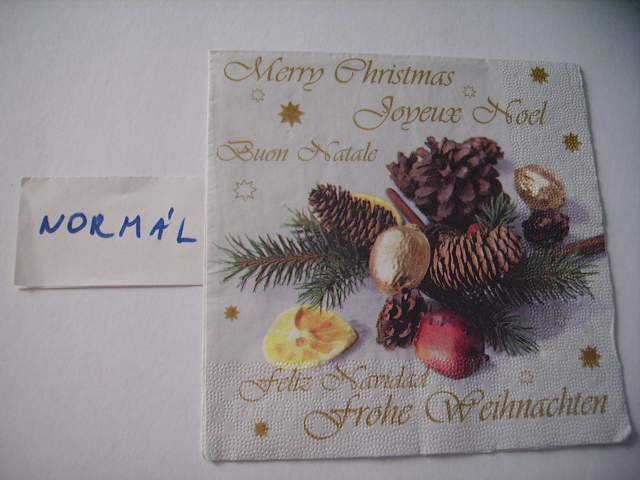 Merry Christmas
Joyeux Noel
Buon Natale
NORMÁL
Feliz Navidad
Frohe Weihnachten